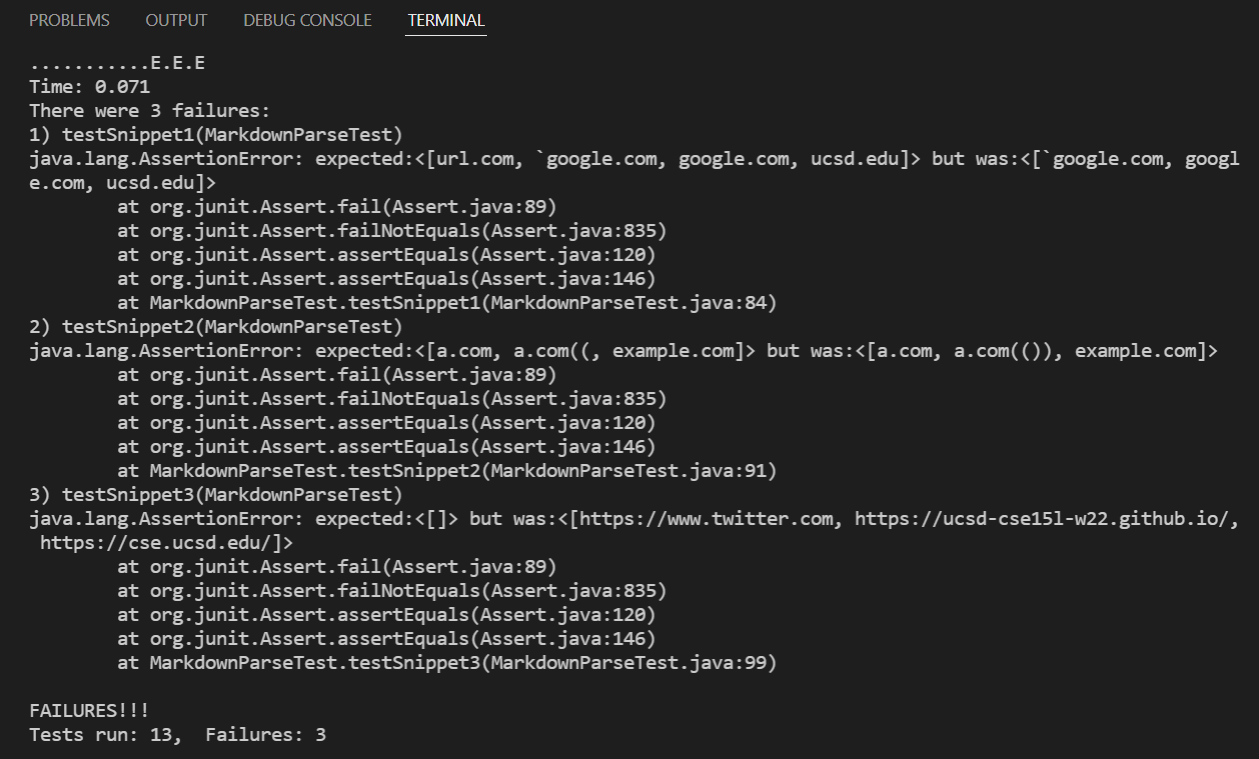 PROBLEMS OUTPUT DEBUG CONSOLE TERMINAL
...........E.E.E
Time: 0.071
There were 3 failures:
1) testSnippet1(MarkdownParseTest)
java.lang.AssertionError: expected:<[url.com, `google.com, google.com, ucsd.edu]> but was:<[`google.com, googl
e.com, ucsd.edu]>
        at org.junit.Assert.fail(Assert.java:89)
        at org.junit.Assert.failNotEquals(Assert.java:835)
        at org.junit.Assert.assertEquals(Assert.java:120)
        at org.junit.Assert.assertEquals(Assert.java:146)
        at MarkdownParseTest.testSnippet1(MarkdownParseTest.java:84)
2) testSnippet2(MarkdownParseTest)
java.lang.AssertionError: expected:<[a.com, a.com((, example.com]> but was:<[a.com, a.com(()), example.com]>
        at org.junit.Assert.fail(Assert.java:89)
        at org.junit.Assert.failNotEquals(Assert.java:835)
        at org.junit.Assert.assertEquals(Assert.java:120)
        at org.junit.Assert.assertEquals(Assert.java:146)
        at MarkdownParseTest.testSnippet2(MarkdownParseTest.java:91)
3) testSnippet3(MarkdownParseTest)
java.lang.AssertionError: expected:<[]> but was:<[https://www.twitter.com, https://ucsd-cse15l-w22.github.io/,
 https://cse.ucsd.edu/]>
        at org.junit.Assert.fail(Assert.java:89)
        at org.junit.Assert.failNotEquals(Assert.java:835)
        at org.junit.Assert.assertEquals(Assert.java:120)
        at org.junit.Assert.assertEquals(Assert.java:146)
        at MarkdownParseTest.testSnippet3(MarkdownParseTest.java:99)
FAILURES!!!
Tests run: 13,  Failures: 3